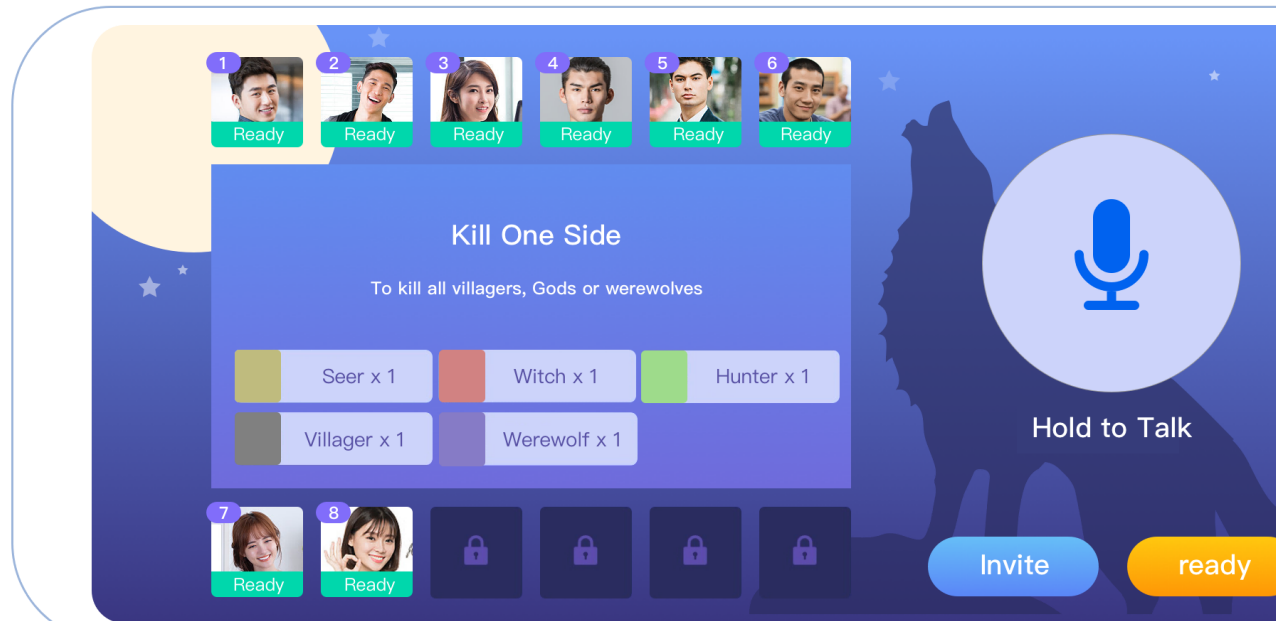 1
2
3
4
5
6
Ready
Ready
Ready
Ready
Ready
Ready
Kill One Side
To kill all villagers, Gods or werewolves
Seer x 1
Witch x 1
Hunter x 1
Villager x 1
Werewolf x 1
Hold to Talk
7
8
Ready
Ready
Invite
ready